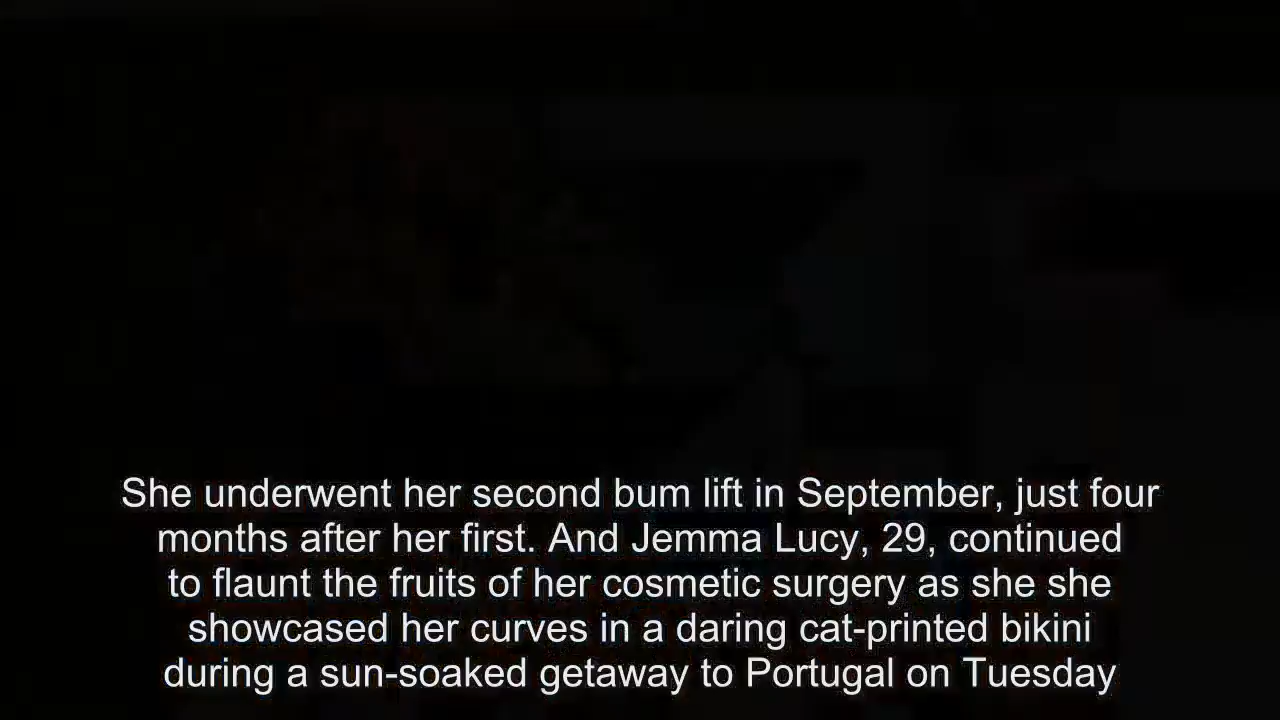 She underwent her second bum lift in September, just four
months after her first. And Jemma Lucy, 29, continued
to flaunt the fruits of her cosmetic surgery as she she
showcased her curves in a daring cat-printed bikini
during a sun-soaked getaway to Portugal on Tuesday